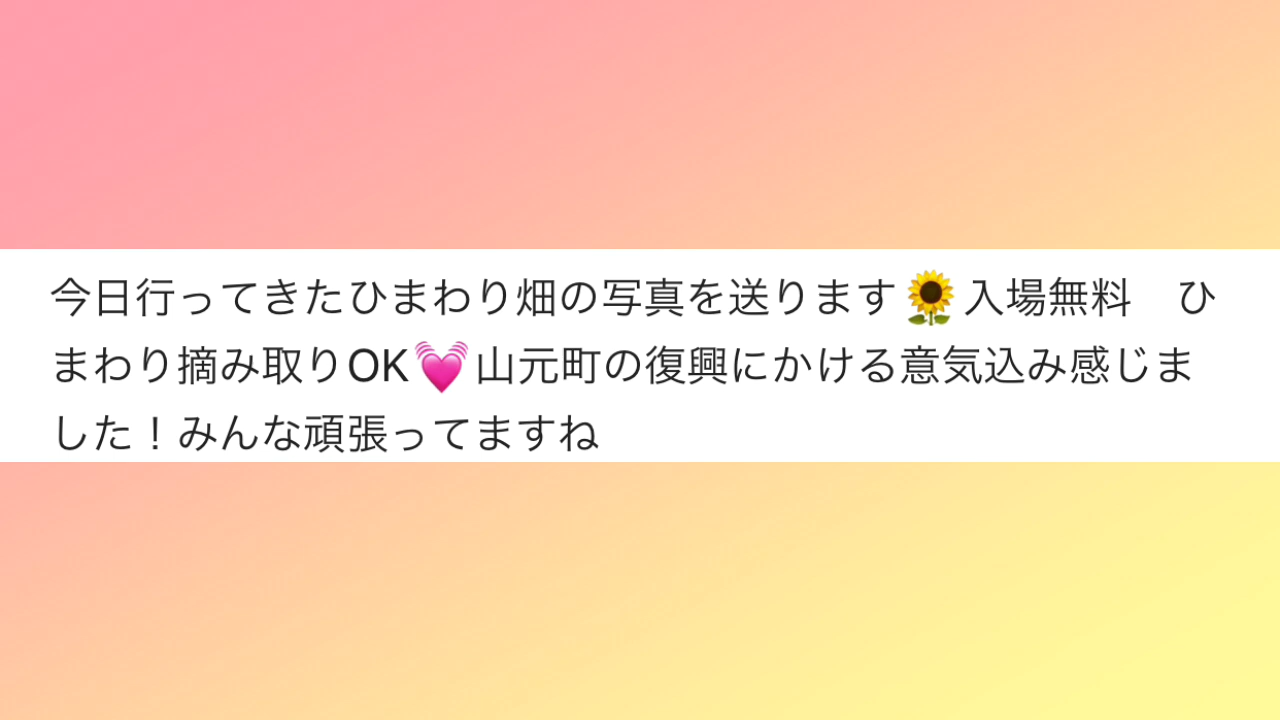 今日行ってきたひまわり畑の写真を送ります🌻入場無料　ひ
まわり摘み取りOK💓山元町の復興にかける意気込み感じま
した！みんな頑張ってますね